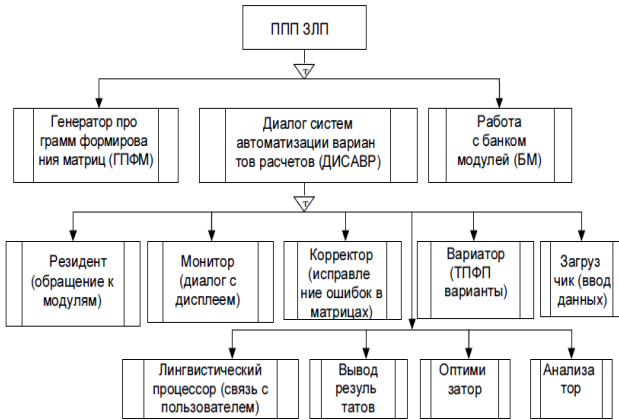 ППП ЗЛП
т
Генератор про
грамм формирова
ния матриц (ГПФМ)
Диалог систем
автоматизации вариан
тов расчетов (ДИСАВР)
Работа
с банком
модулей (БМ)
т
Резидент
(обращение к
модулям)
Монитор
(диалог с
дисплеем)
Корректор
(исправле
ние ошибок в
матрицах)
Вариатор
(ТПФП
варианты)
Загруз
чик (ввод
данных)
Лингвистический
процессор (связь с
пользователем)
Вывод
резуль
татов
Оптими
затор
Анализа
тор